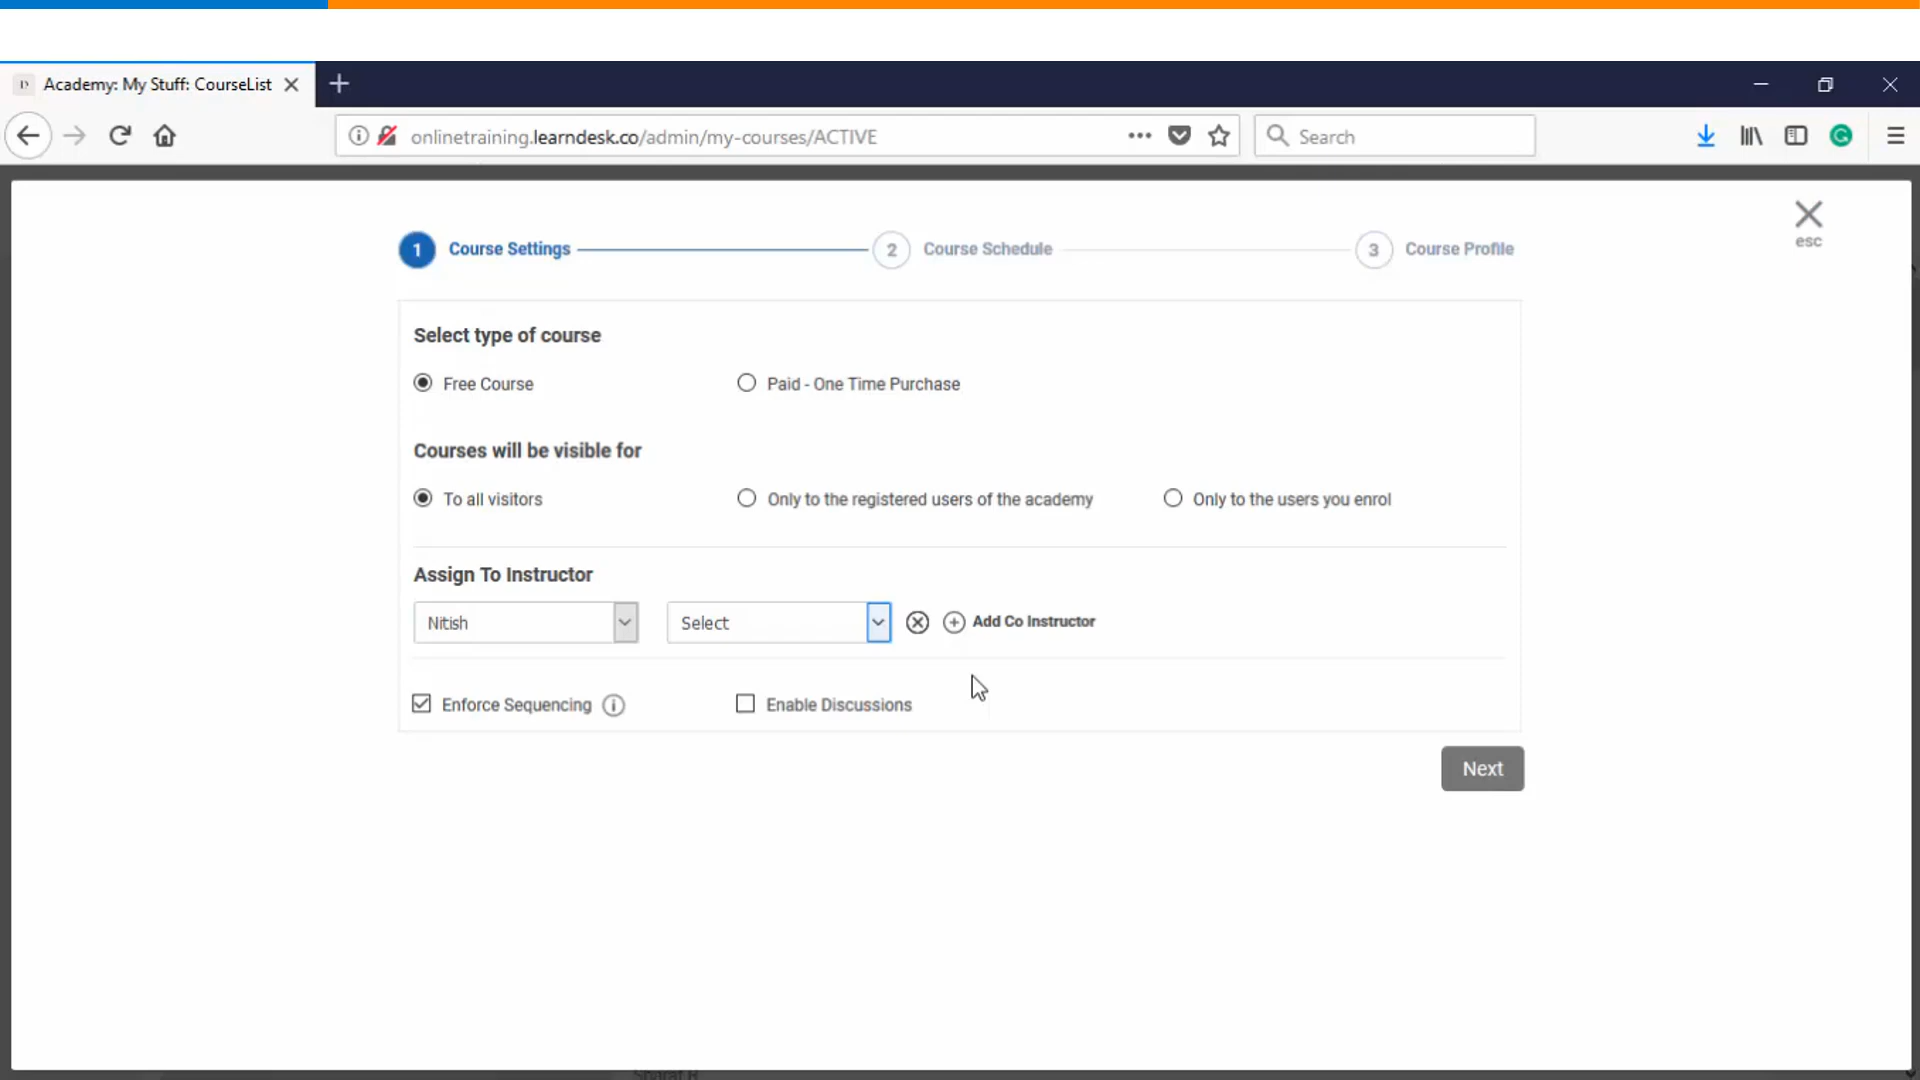 Academy: My Stuff: CourseList
onlinetraining.learndesk.co/admin/my-courses/ACTIVE
Search
esc
1 Course Settings 2 Course Schedule 3 Course Profile
Select type of course
Free Course Paid - One Time Purchase
Courses will be visible for
To all visitors Only to the registered users of the academy Only to the users you enrol
Assign To Instructor
Nitish Select Add Co Instructor
Enforce Sequencing Enable Discussions
Next